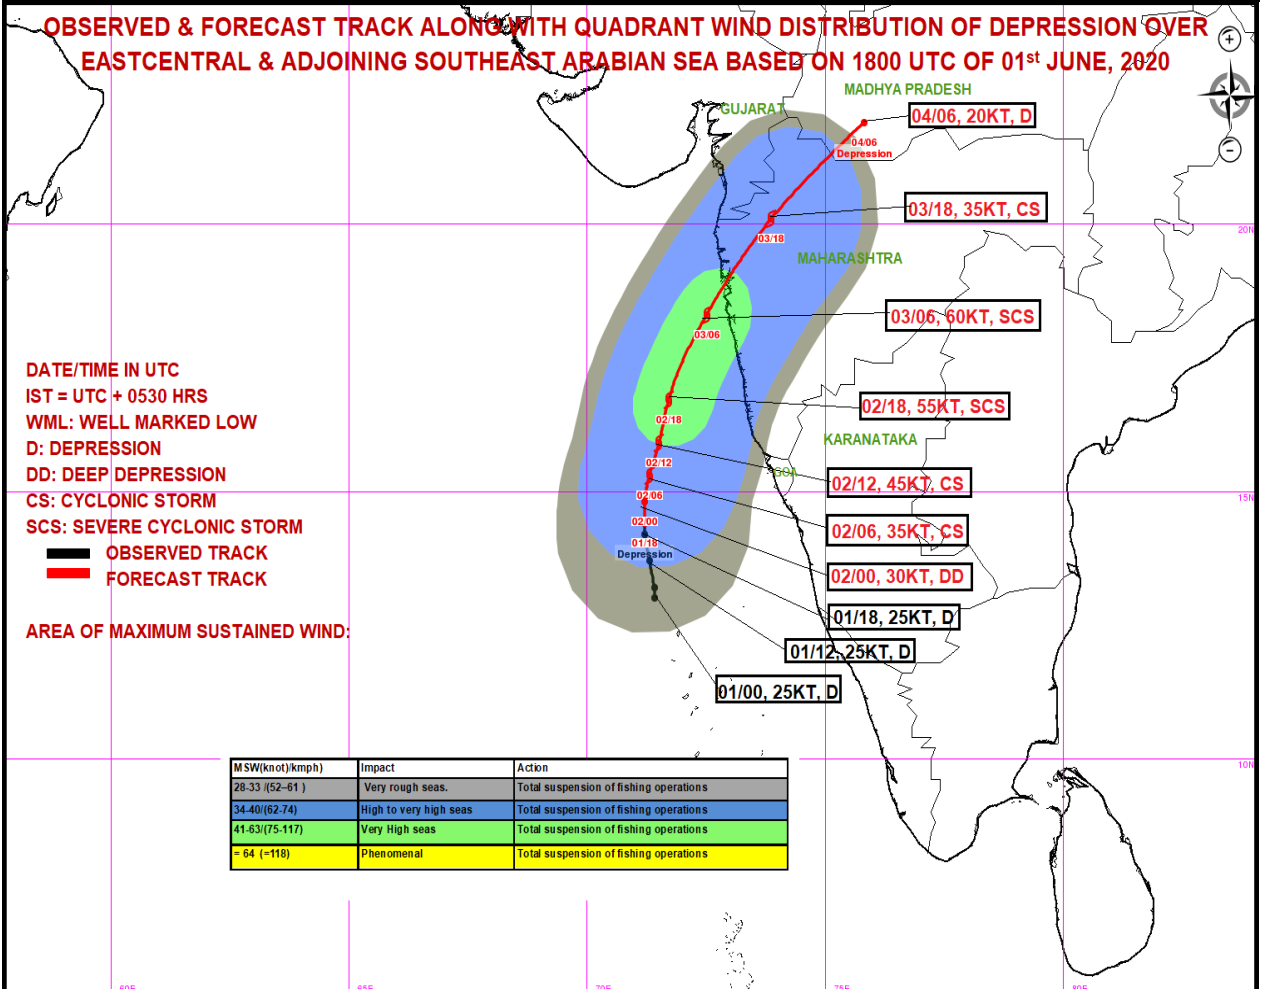 OBSERVED & FORECAST TRACK ALONG WITH QUADRANT WIND DISTRIBUTION OF DEPRESSION OVER
EASTCENTRAL & ADJOINING SOUTHEAST ARABIAN SEA BASED ON 1800 UTC OF 01st JUNE, 2020
+
MADHYA PRADESH
GUJARAT
04/06, 20KT, D
−
04/06
Depression
03/18, 35KT, CS
20N
03/18
MAHARASHTRA
03/06, 60KT, SCS
03/06
DATE/TIME IN UTC
IST = UTC + 0530 HRS
WML: WELL MARKED LOW
D: DEPRESSION
DD: DEEP DEPRESSION
CS: CYCLONIC STORM
SCS: SEVERE CYCLONIC STORM
OBSERVED TRACK
FORECAST TRACK
AREA OF MAXIMUM SUSTAINED WIND:
02/18, 55KT, SCS
02/18
KARANATAKA
02/12
GOA
02/12, 45KT, CS
15N
02/06
02/00
02/06, 35KT, CS
01/18
Depression
02/00, 30KT, DD
01/18, 25KT, D
01/12, 25KT, D
01/00, 25KT, D
10N
MSW(knot)/kmph) Impact Action
28-33 /(52–61 ) Very rough seas. Total suspension of fishing operations
34-40/(62-74) High to very high seas Total suspension of fishing operations
41-63/(75-117) Very High seas Total suspension of fishing operations
= 64 (=118) Phenomenal Total suspension of fishing operations
60E 65E 70E 75E 80E